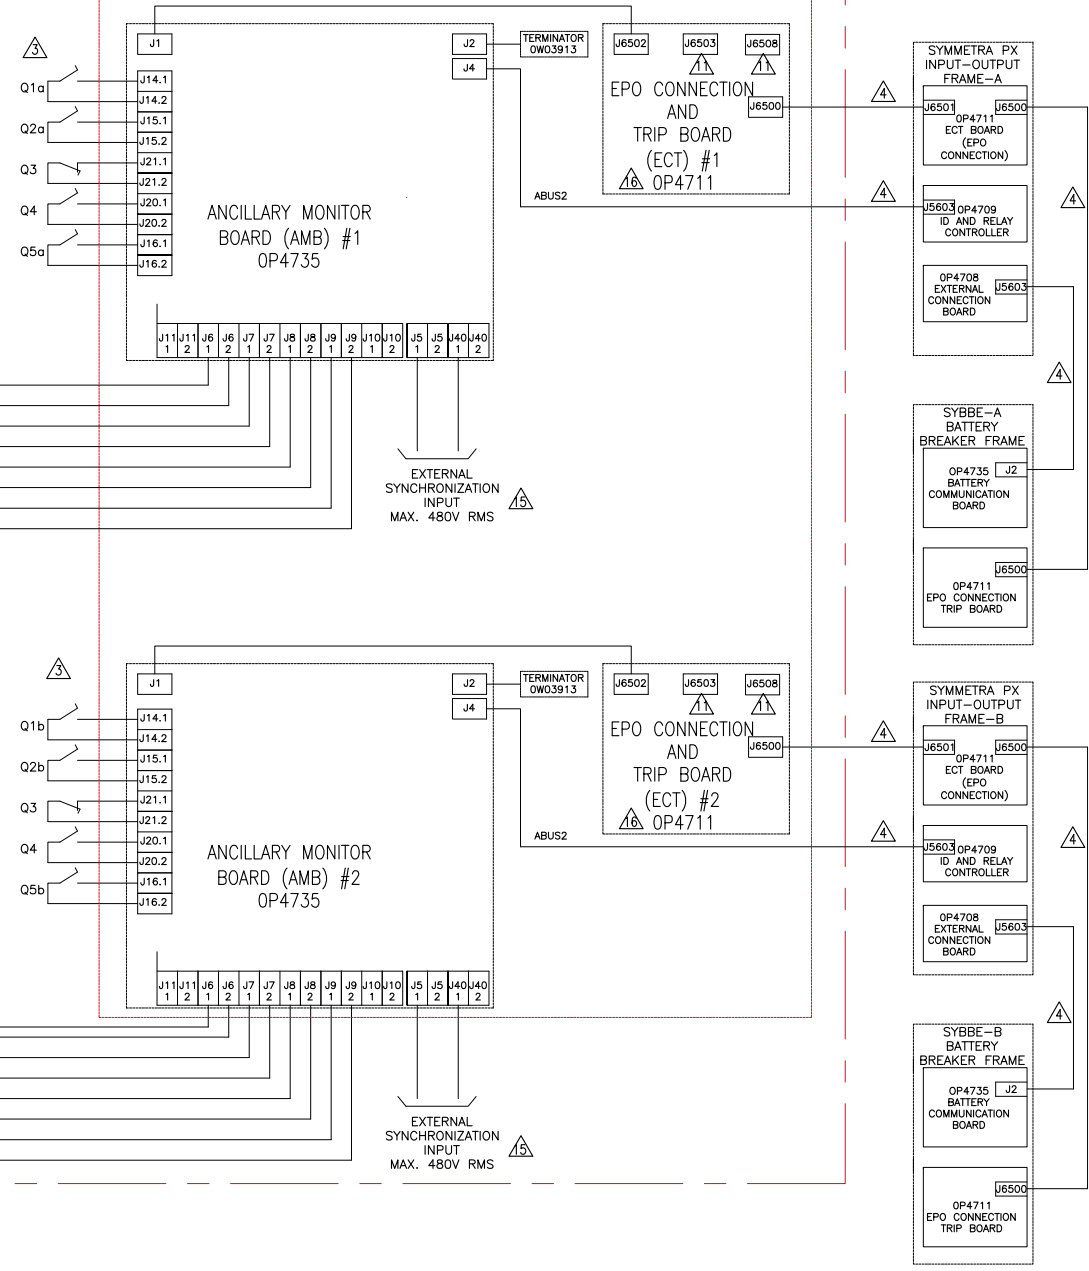 3
J1
J2
TERMINATOR
0W03913
J4
J6502
J6503
J6508
11
11
EPO CONNECTION
AND
TRIP BOARD
(ECT) #1
16
0P4711
J6500
Q1a
J14.1
J14.2
Q2a
J15.1
J15.2
Q3
J21.1
J21.2
Q4
J20.1
J20.2
Q5a
J16.1
J16.2
ANCILLARY MONITOR
BOARD (AMB) #1
0P4735
ABUS2
J11 J11 J6 J6 J7 J7 J8 J8 J9 J9 J10 J10 J5 J5 J40 J40
1 2 1 2 1 2 1 2 1 2 1 2 1 2 1 2
EXTERNAL
SYNCHRONIZATION
INPUT
MAX. 480V RMS
15
4
4
4
4
SYMMETRA PX
INPUT-OUTPUT
FRAME-A
J6501
J6500
0P4711
ECT BOARD
(EPO
CONNECTION)
J5603
0P4709
ID AND RELAY
CONTROLLER
0P4708
EXTERNAL
CONNECTION
BOARD
J5603
SYBBE-A
BATTERY
BREAKER FRAME
0P4735
BATTERY
COMMUNICATION
BOARD
J2
J6500
0P4711
EPO CONNECTION
TRIP BOARD
3
J1
J2
TERMINATOR
0W03913
J4
J6502
J6503
J6508
11
11
EPO CONNECTION
AND
TRIP BOARD
(ECT) #2
16
0P4711
J6500
Q1b
J14.1
J14.2
Q2b
J15.1
J15.2
Q3
J21.1
J21.2
Q4
J20.1
J20.2
Q5b
J16.1
J16.2
ANCILLARY MONITOR
BOARD (AMB) #2
0P4735
ABUS2
J11 J11 J6 J6 J7 J7 J8 J8 J9 J9 J10 J10 J5 J5 J40 J40
1 2 1 2 1 2 1 2 1 2 1 2 1 2 1 2
EXTERNAL
SYNCHRONIZATION
INPUT
MAX. 480V RMS
15
4
4
4
4
SYMMETRA PX
INPUT-OUTPUT
FRAME-B
J6501
J6500
0P4711
ECT BOARD
(EPO
CONNECTION)
J5603
0P4709
ID AND RELAY
CONTROLLER
0P4708
EXTERNAL
CONNECTION
BOARD
J5603
SYBBE-B
BATTERY
BREAKER FRAME
0P4735
BATTERY
COMMUNICATION
BOARD
J2
J6500
0P4711
EPO CONNECTION
TRIP BOARD